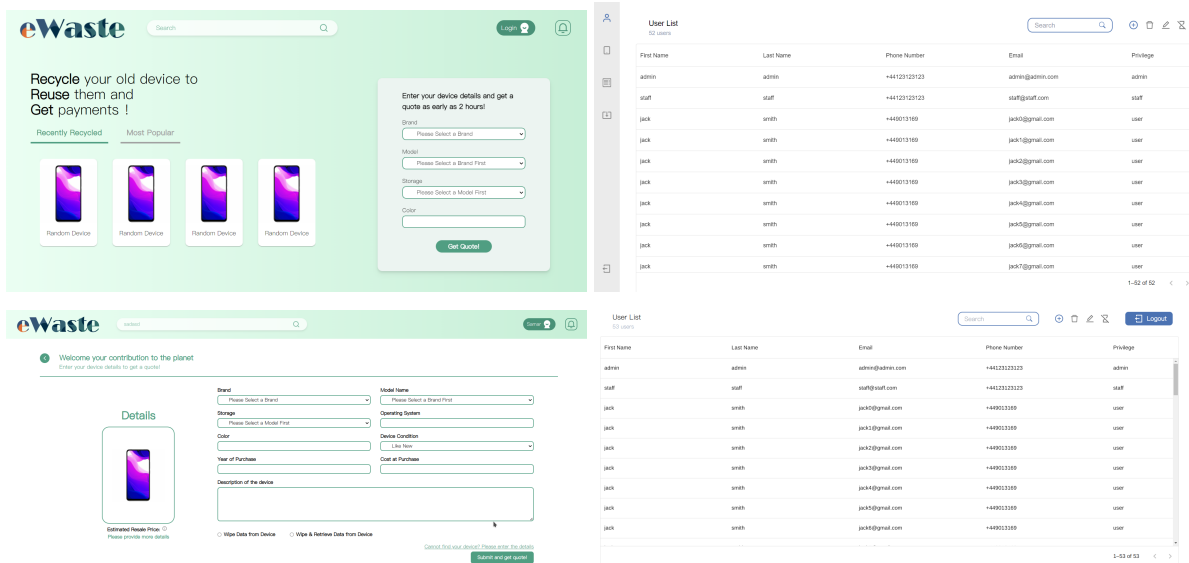 eWaste
Search
Login
Recycle your old device to
Reuse them and
Get payments !
Recently Recycled Most Popular
Random Device Random Device Random Device Random Device
Enter your device details and get a
quote as early as 2 hours!
Brand
Please Select a Brand
Model
Please Select a Brand First
Storage
Please Select a Model First
Color
Get Quote!
User List
52 users
Search
First Name Last Name Phone Number Email Privilege
admin admin +44123123123 admin@admin.com admin
staff staff +44123123123 staff@staff.com staff
jack smith +449013169 jack0@gmail.com user
jack smith +449013169 jack1@gmail.com user
jack smith +449013169 jack2@gmail.com user
jack smith +449013169 jack3@gmail.com user
jack smith +449013169 jack4@gmail.com user
jack smith +449013169 jack5@gmail.com user
jack smith +449013169 jack6@gmail.com user
jack smith +449013169 jack7@gmail.com user
1–52 of 52
eWaste
Welcome your contribution to the planet
Enter your device details to get a quote!
Details
Estimated Resale Price:
Please provide more details
Brand Model Name
Please Select a Brand Please Select a Brand First
Storage Operating System
Please Select a Model First
Color Device Condition
Like New
Year of Purchase Cost at Purchase
Description of the device
Wipe Data from Device Wipe & Retrieve Data from Device
Cannot find your device? Please enter the details
Submit and get quote!
User List
53 users
Search
Logout
First Name Last Name Email Phone Number Privilege
admin admin admin@admin.com +44123123123 admin
staff staff staff@staff.com +44123123123 staff
jack smith jack0@gmail.com +449013169 user
jack smith jack1@gmail.com +449013169 user
jack smith jack2@gmail.com +449013169 user
jack smith jack3@gmail.com +449013169 user
jack smith jack4@gmail.com +449013169 user
jack smith jack5@gmail.com +449013169 user
jack smith jack6@gmail.com +449013169 user
1–53 of 53